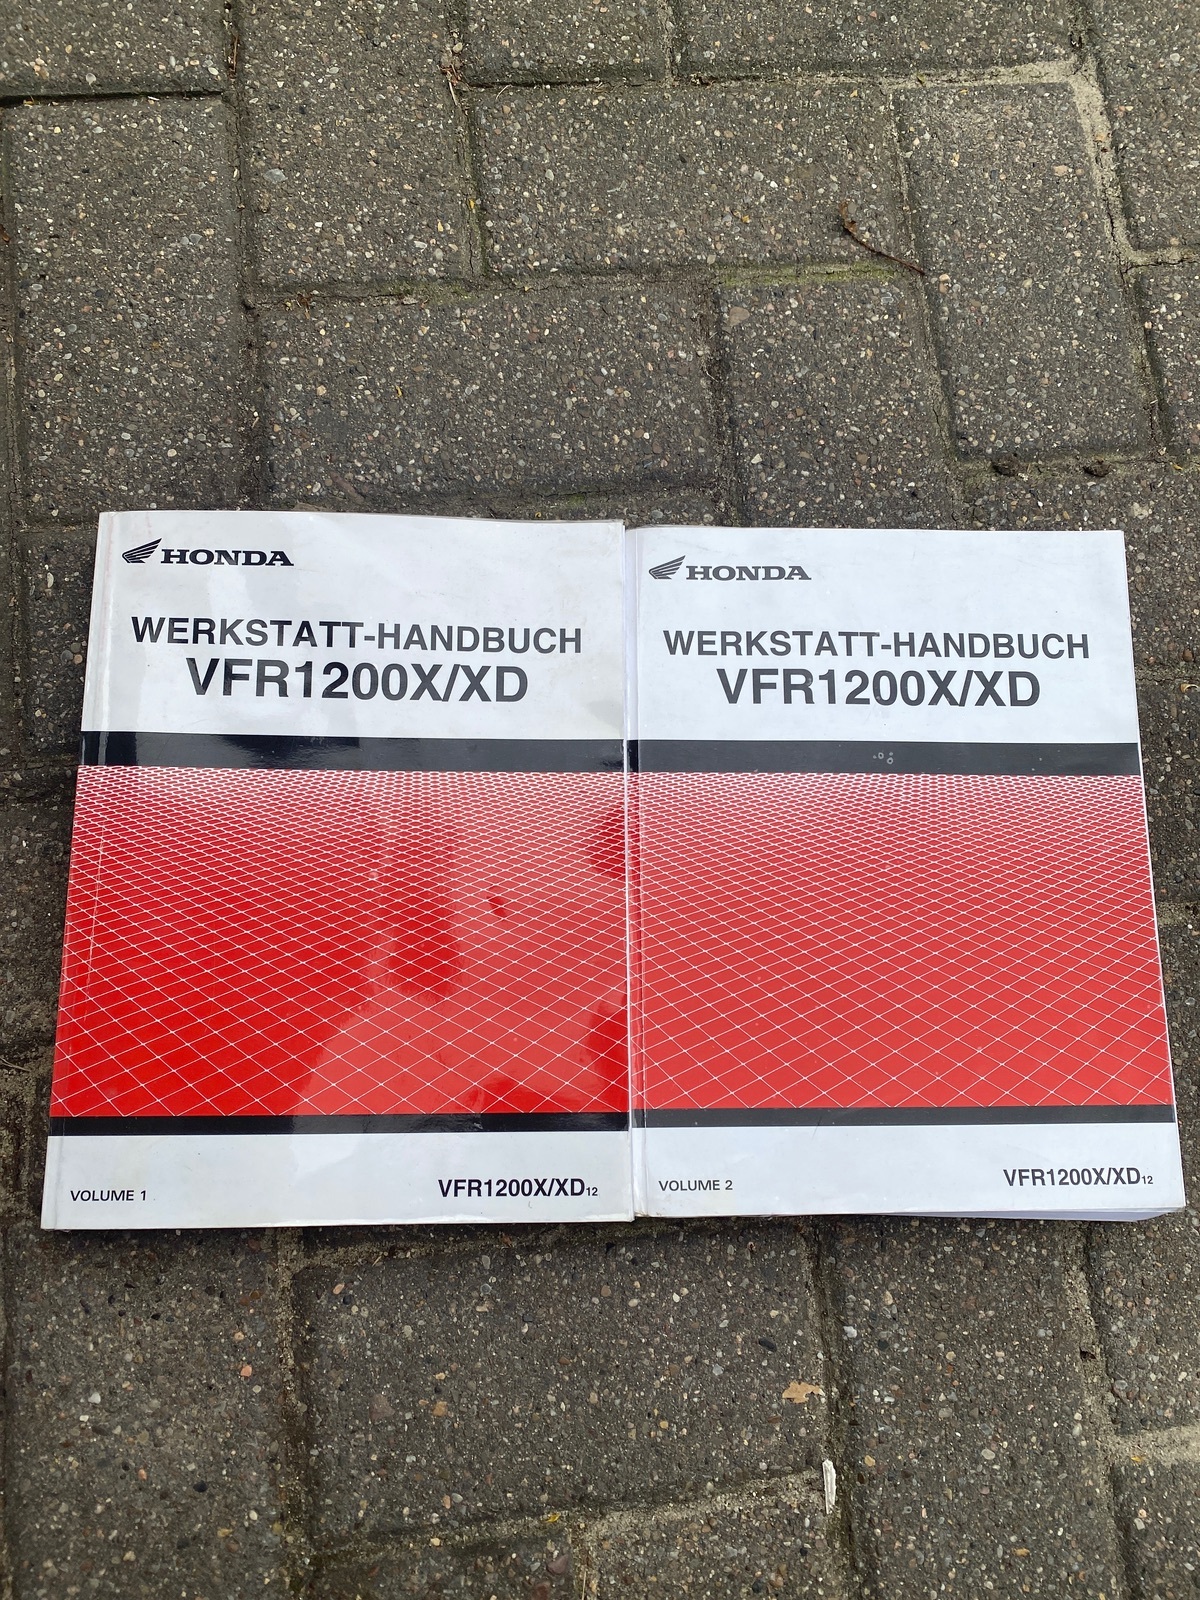 HONDA
WERKSTATT-HANDBUCH
VFR1200X/XD
VOLUME 1
VFR1200X/XD12
HONDA
WERKSTATT-HANDBUCH
VFR1200X/XD
VOLUME 2
VFR1200X/XD12